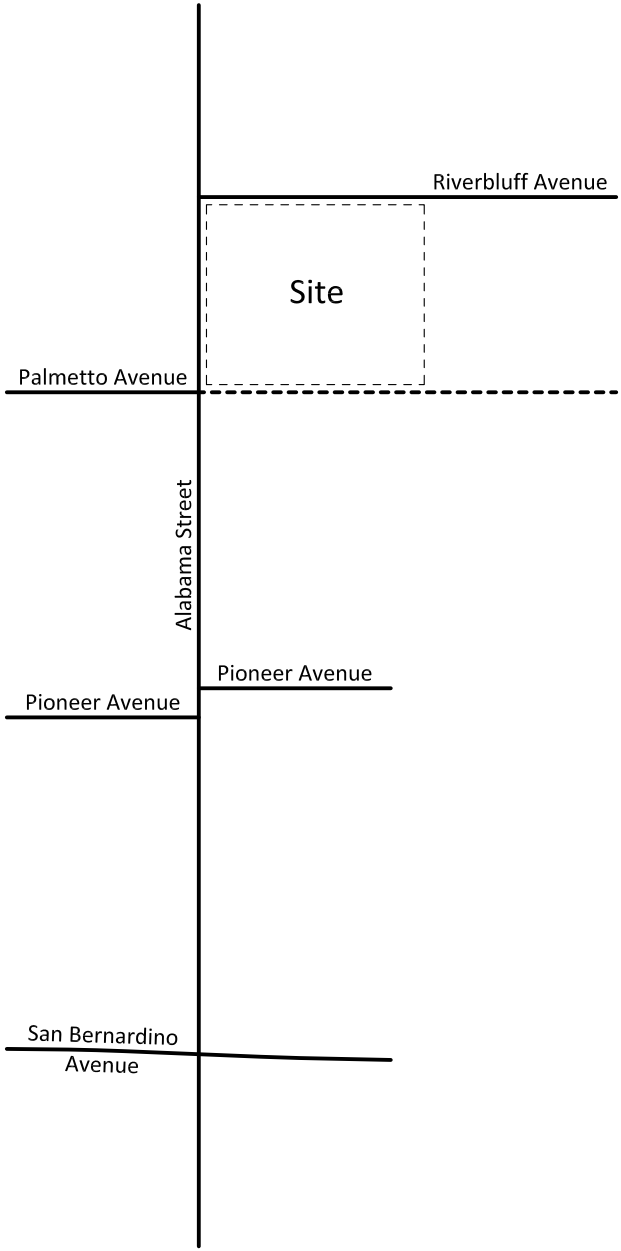 Riverbluff Avenue
Site
Palmetto Avenue
Alabama Street
Pioneer Avenue
Pioneer Avenue
San Bernardino
Avenue